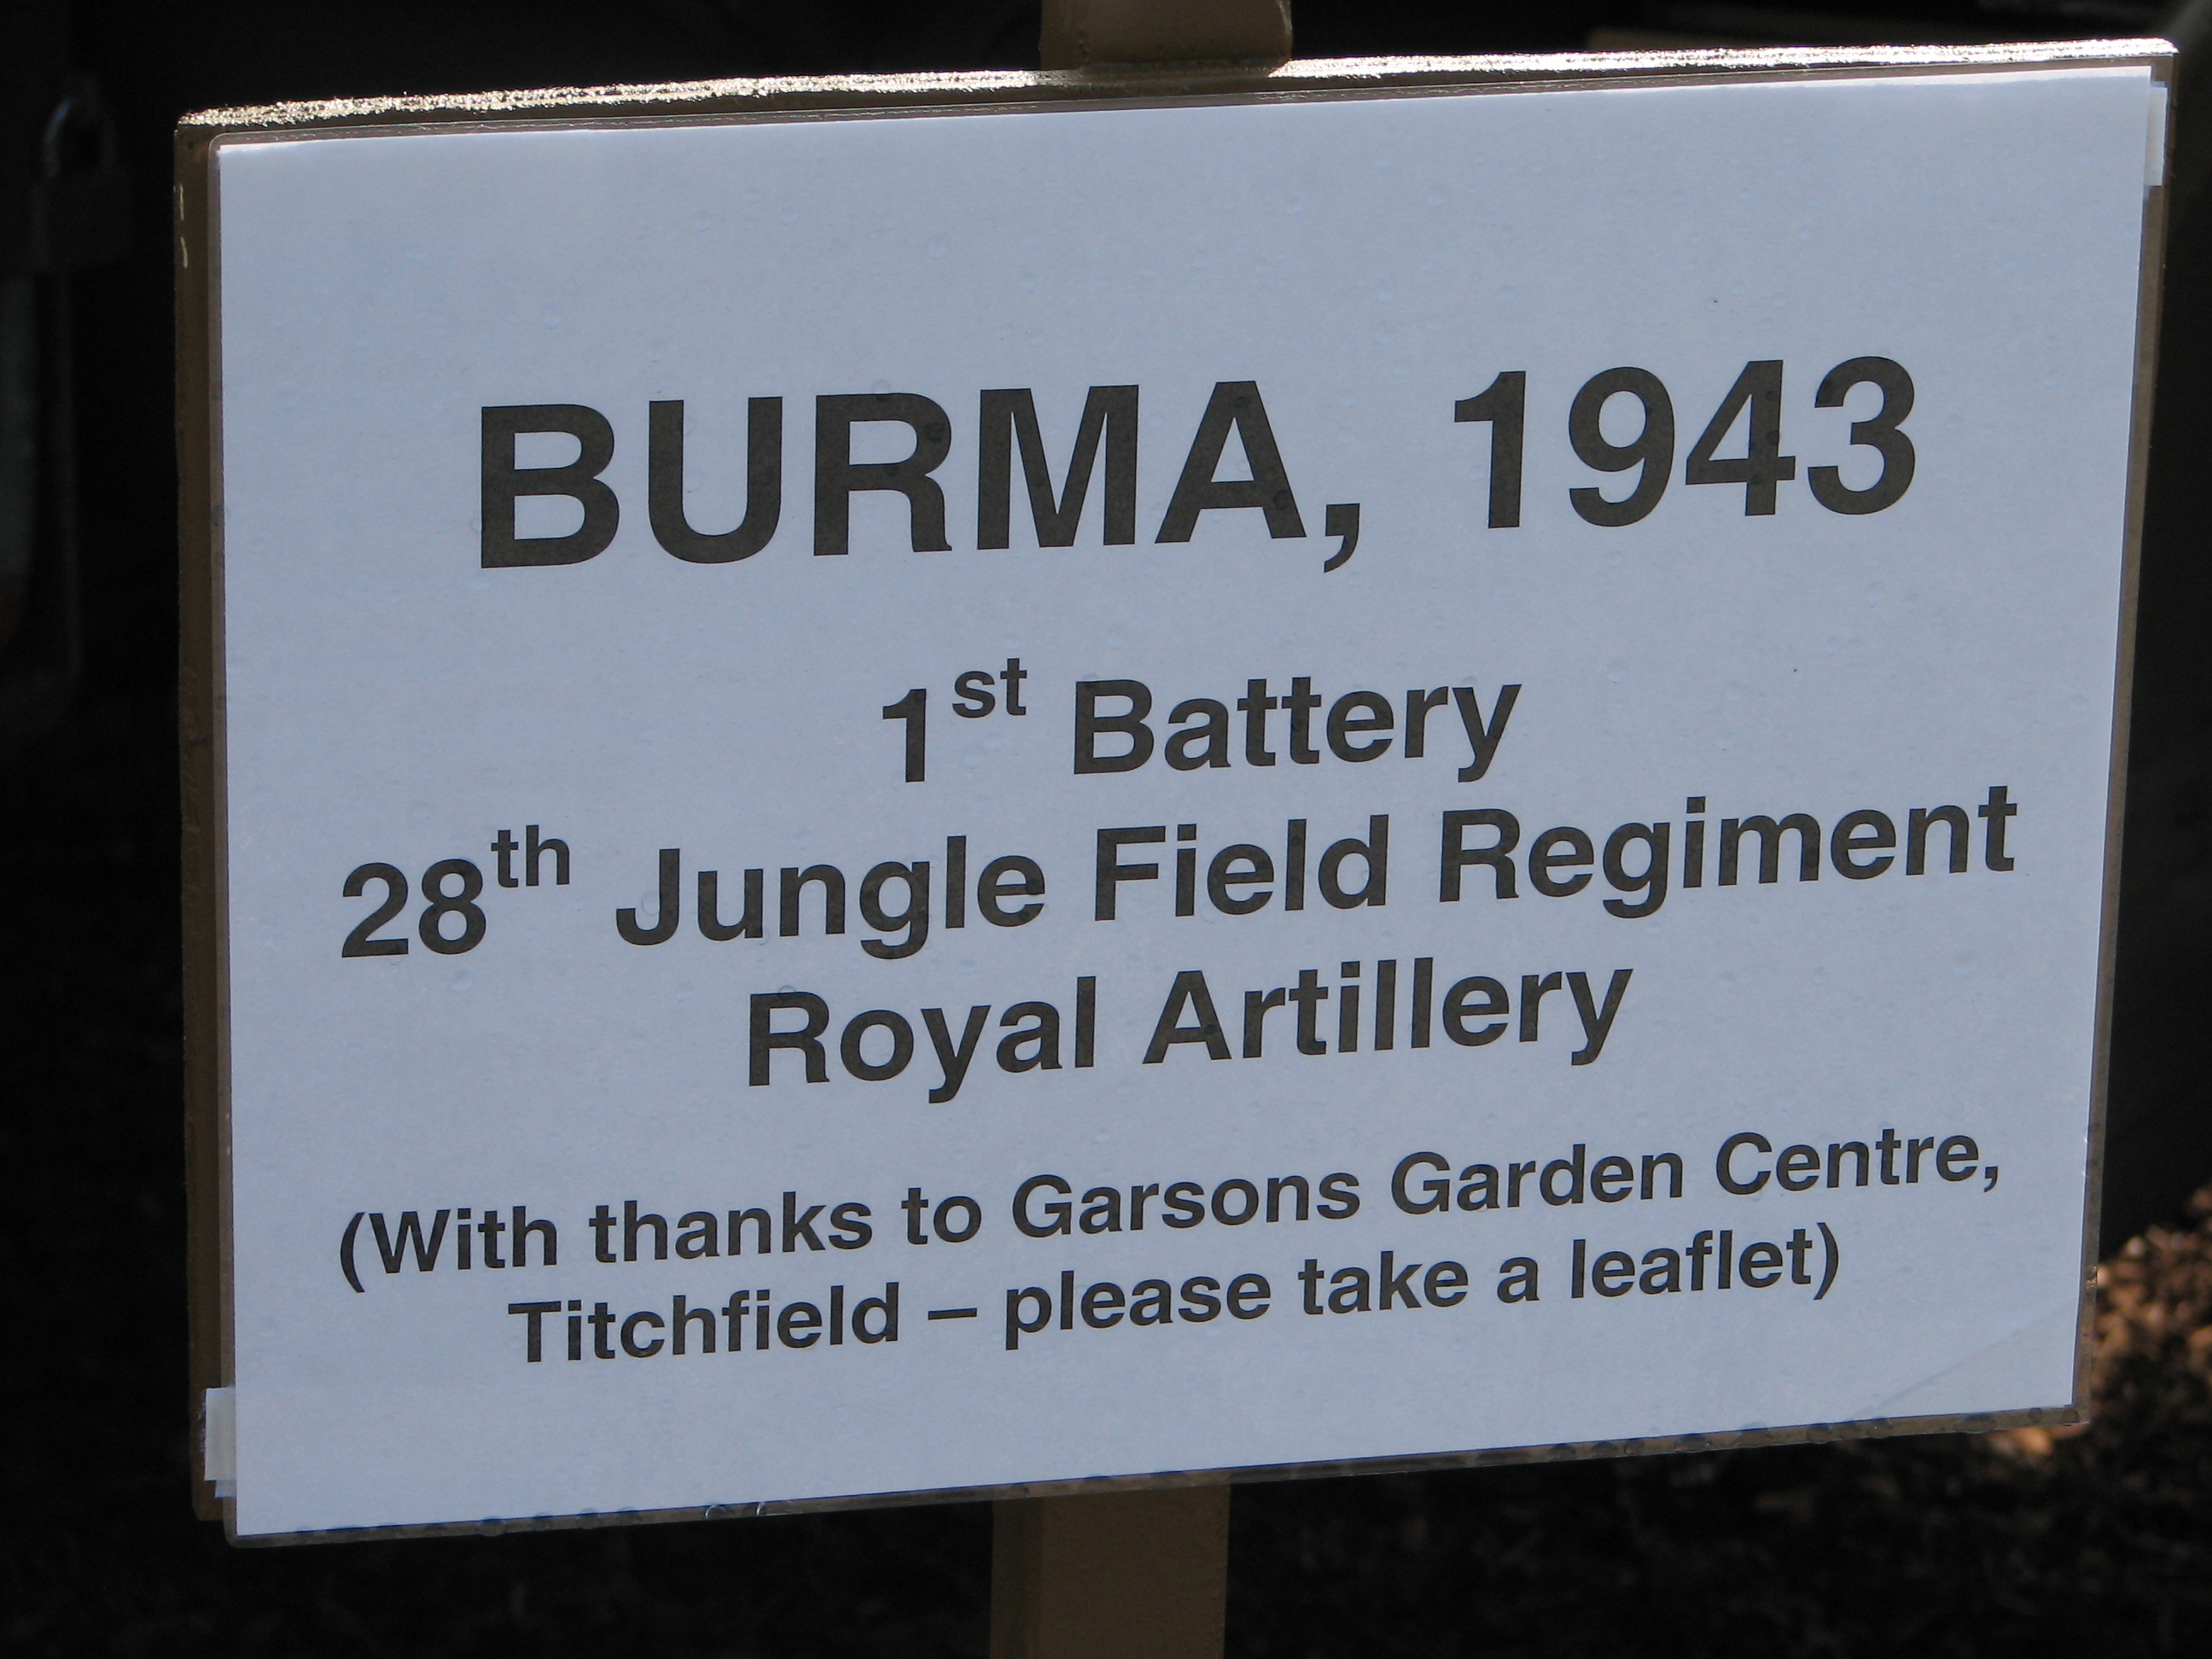 BURMA, 1943
1st Battery
28th Jungle Field Regiment
Royal Artillery
(With thanks to Garsons Garden Centre,
Titchfield – please take a leaflet)